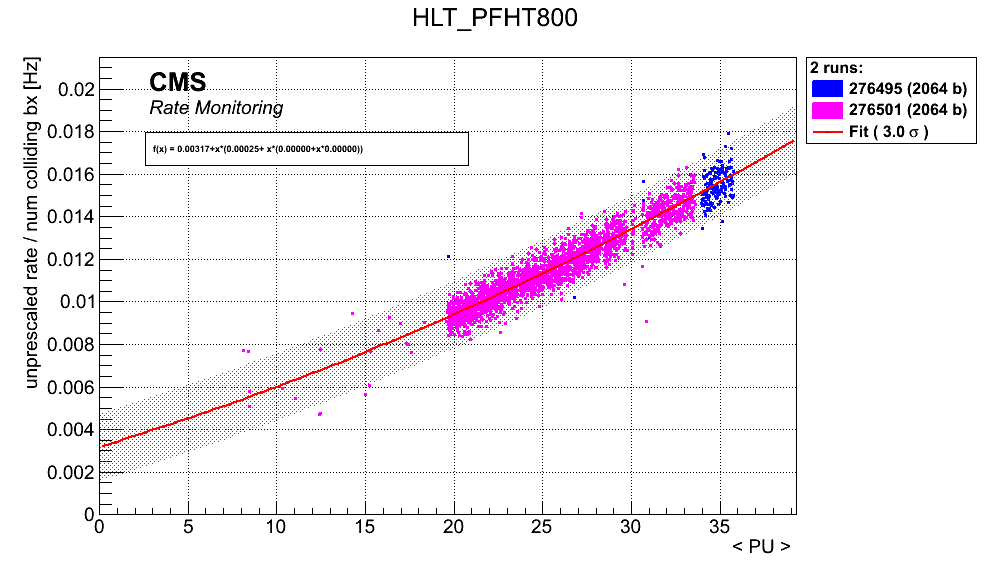 HLT_PFHT800
unprescaled rate / num colliding bx [Hz]
CMS
Rate Monitoring
f(x) = 0.00317+x*(0.00025+ x*(0.00000+x*0.00000))
2 runs:
276495 (2064 b)
276501 (2064 b)
Fit ( 3.0 σ )
0.02
0.018
0.016
0.014
0.012
0.01
0.008
0.006
0.004
0.002
0
0 5 10 15 20 25 30 35
< PU >